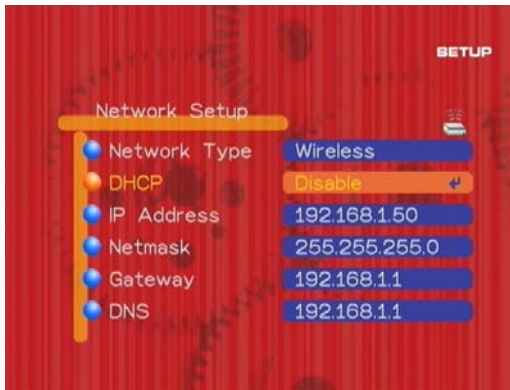 SETUP
Network Setup
Network Type Wireless
DHCP Disable
IP Address 192.168.1.50
Netmask 255.255.255.0
Gateway 192.168.1.1
DNS 192.168.1.1